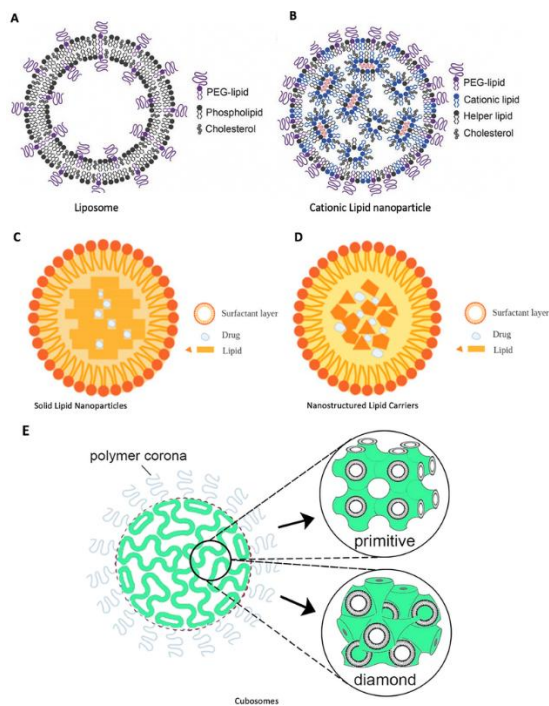 A
PEG-lipid
Phospholipid
Cholesterol
Liposome
B
PEG-lipid
Cationic lipid
Helper lipid
Cholesterol
Cationic Lipid nanoparticle
C
Surfactant layer
Drug
Lipid
Solid Lipid Nanoparticles
D
Surfactant layer
Drug
Lipid
Nanostructured Lipid Carriers
E
polymer corona
primitive
diamond
Cubosomes